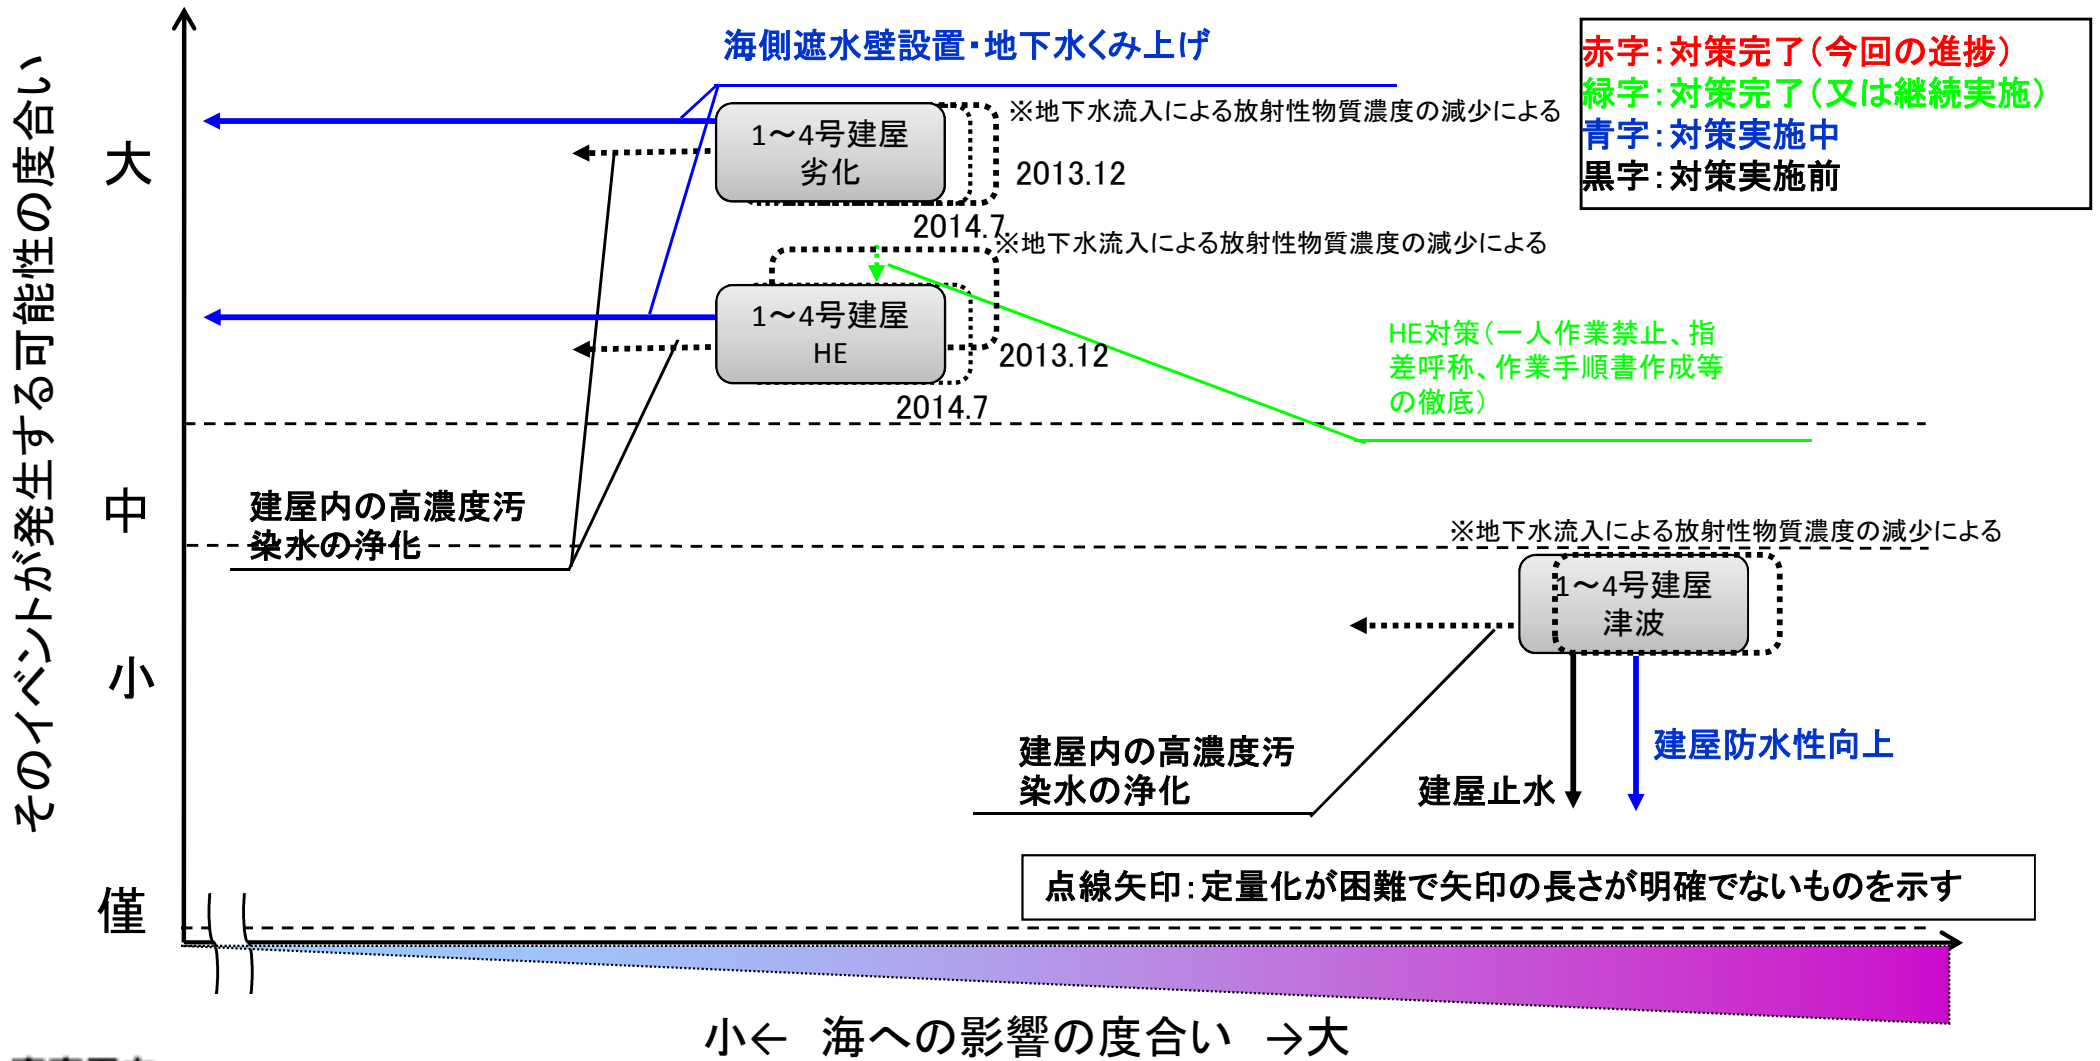 そのイベントが発生する可能性の度合い
大
中
小
僅
海側遮水壁設置・地下水くみ上げ
赤字：対策完了（今回の進捗）
緑字：対策完了（又は継続実施）
青字：対策実施中
黒字：対策実施前
※地下水流入による放射性物質濃度の減少による
1～4号建屋
劣化
2013.12
2014.7
※地下水流入による放射性物質濃度の減少による
1～4号建屋
HE
2013.12
2014.7
HE対策（一人作業禁止、指
差呼称、作業手順書作成等
の徹底）
建屋内の高濃度汚
染水の浄化
※地下水流入による放射性物質濃度の減少による
1～4号建屋
津波
建屋内の高濃度汚
染水の浄化
建屋止水
建屋防水性向上
点線矢印：定量化が困難で矢印の長さが明確でないものを示す
小← 海への影響の度合い →大